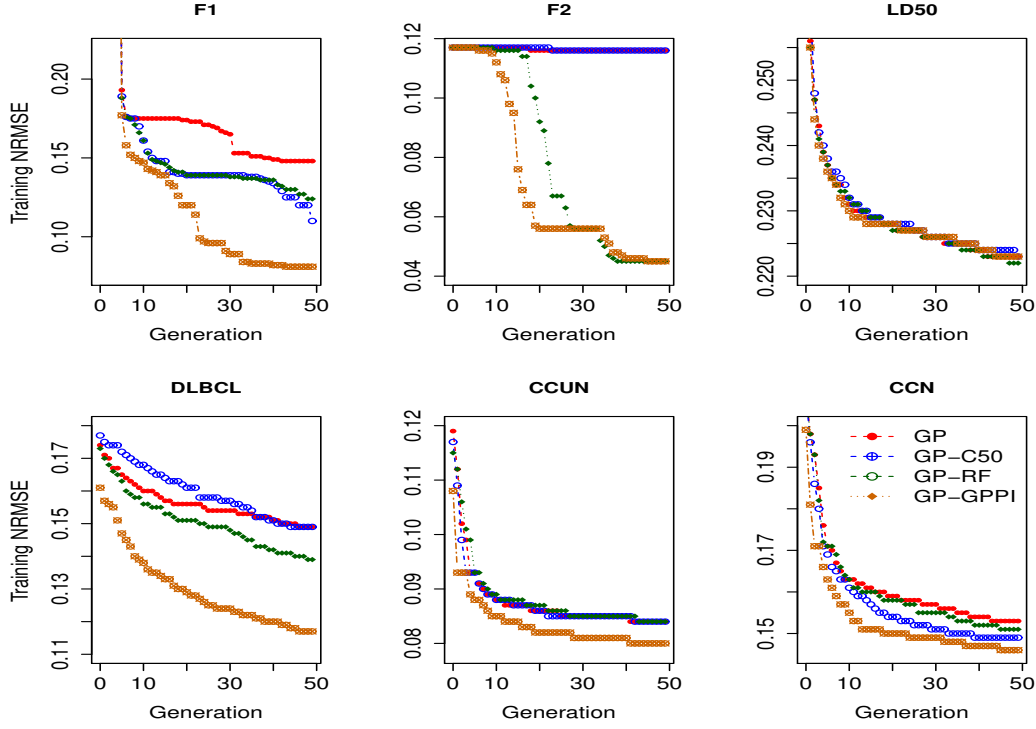 F1
F2
LD50
Training NRMSE
0.20
0.15
0.10
0 10 30 50
Generation
0.12
0.10
0.08
0.06
0.04
0 10 30 50
Generation
0.250
0.240
0.230
0.220
0 10 30 50
Generation
DLBCL
CCUN
CCN
Training NRMSE
0.17
0.15
0.13
0.11
0 10 30 50
Generation
0.12
0.11
0.10
0.09
0.08
0 10 30 50
Generation
0.19
0.17
0.15
0 10 30 50
Generation
GP
GP−C50
GP−RF
GP−GPPI